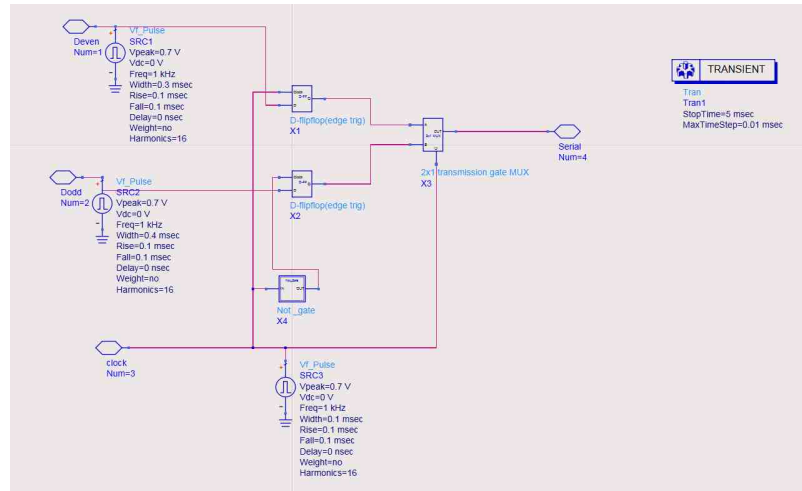 Vf_Pulse
Deven
SRC1
Num=1
Vpeak=0.7 V
Vdc=0 V
Freq=1 kHz
Width=0.3 msec
Rise=0.1 msec
Fall=0.1 msec
Delay=0 nsec
Weight=no
Harmonics=16
TRANSIENT
Tran
Tran1
StopTime=5 msec
MaxTimeStep=0.01 msec
D-flipflop(edge trig)
X1
OUT
Serial
Num=4
2x1 transmission gate MUX
X3
Vf_Pulse
Dodd
SRC2
Num=2
Vpeak=0.7 V
Vdc=0 V
Freq=1 kHz
Width=0.4 msec
Rise=0.1 msec
Fall=0.1 msec
Delay=0 nsec
Weight=no
Harmonics=16
D-flipflop(edge trig)
X2
OUT
Not _gate
X4
clock
Num=3
Vf_Pulse
SRC3
Vpeak=0.7 V
Vdc=0 V
Freq=1 kHz
Width=0.1 msec
Rise=0.1 msec
Fall=0.1 msec
Delay=0 nsec
Weight=no
Harmonics=16